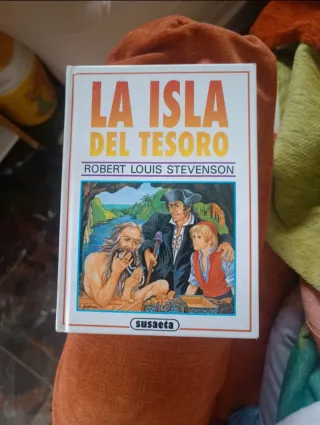 LA ISLA
DEL TESORO
ROBERT LOUIS STEVENSON
susaeta